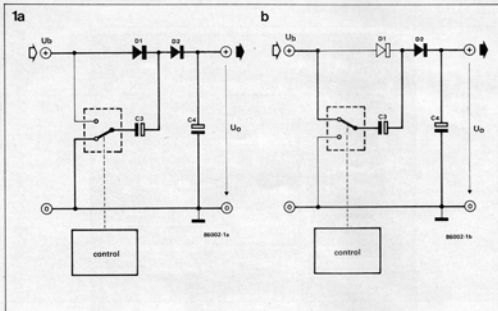 1a
b
Ub
D1
D2
C3
C4
Uo
86002-1a
control
Ub
D1
D2
C3
C4
Uo
86002-1b
control